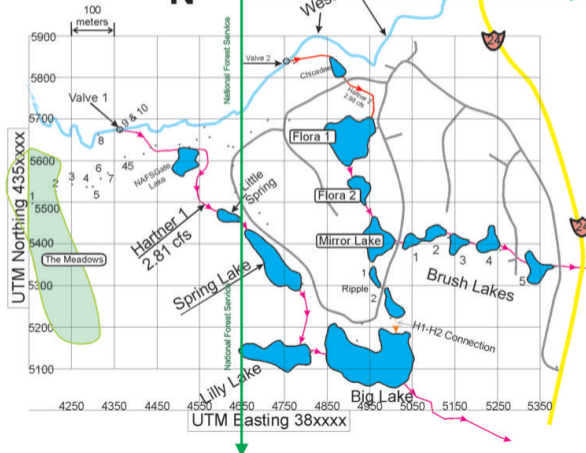 N
West
100
meters
24
5900
National Forest Service
Valve 2
Chicadee
5800
Hartner 2
2.98 cfs
Valve 1
9 & 10
5700
8
Flora 1
5600
6
45
3 4 7
1 2
5
NAFSGate
Lake
Little
Spring
Flora 2
5500
Hartner 1
2.81 cfs
24
UTM Northing 435xxxx
5400
Mirror Lake
1 2 3 4
5
Brush Lakes
The Meadows
Spring Lake
1
Ripple
2
5300
H1-H2 Connection
5200
National Forest Service
5100
Lilly Lake
Big Lake
4250 4350 4450 4550 4650 4750 4850 4950 5050 5150 5250 5350
UTM Easting 38xxxx